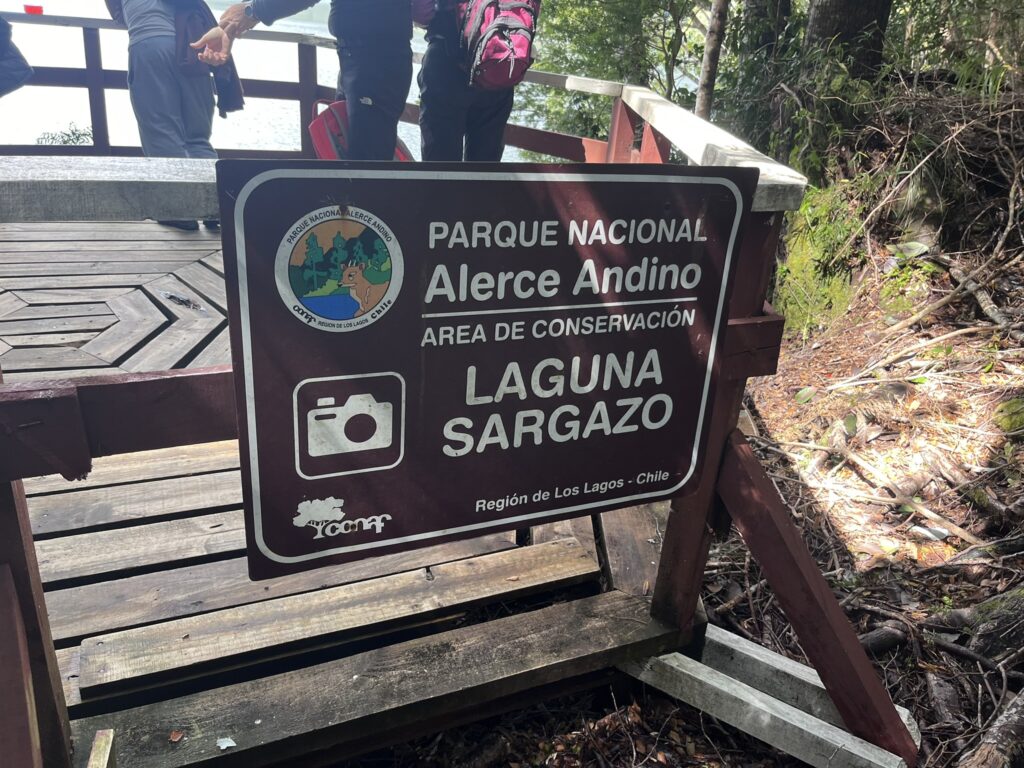 PARQUE NACIONAL ALERCE ANDINO
conaf Chile
REGION DE LOS LAGOS
PARQUE NACIONAL
Alerce Andino
AREA DE CONSERVACIÓN
LAGUNA
SARGAZO
Región de Los Lagos - Chile
conaf